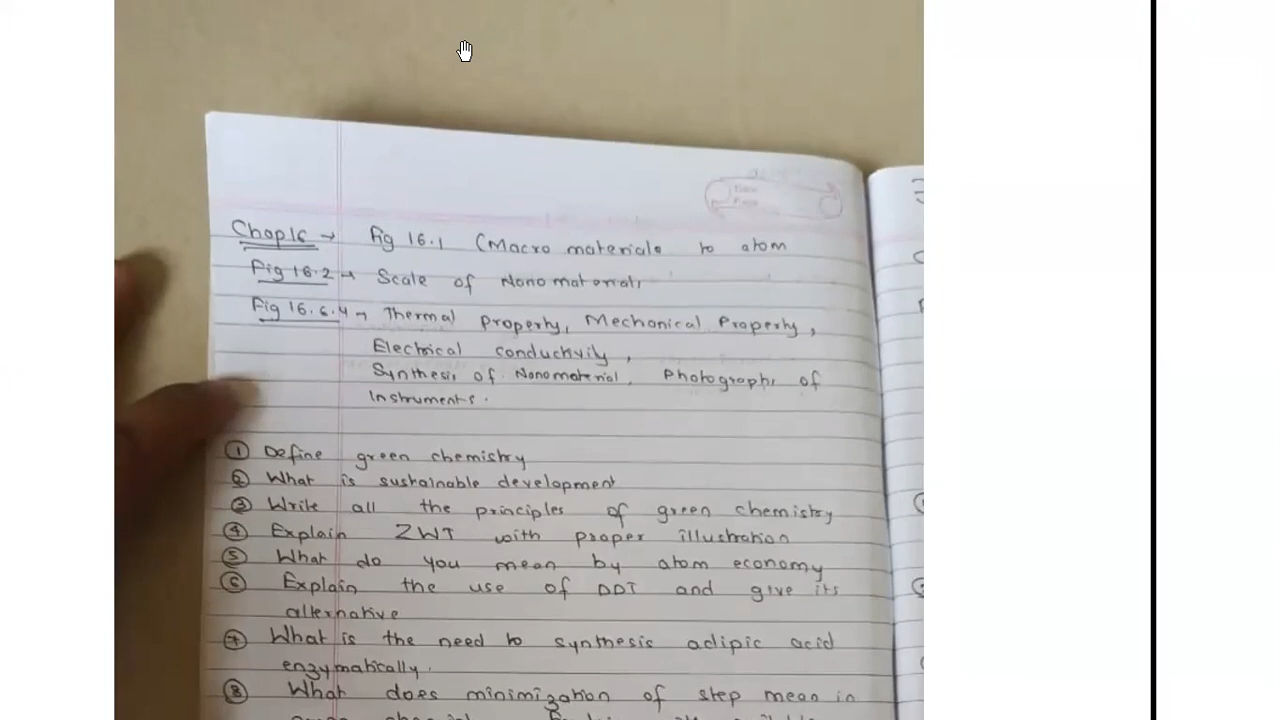 Chap 16 → Fig 16.1 (Macro materials to atom
Fig 16.2 → Scale of Nanomaterial,
Fig 16.6.4 → Thermal Property, Mechanical Property,
Electrical conductivily,
Synthesis of Nanomaterial, Photographs of
Instruments.
① Define green chemistry
② What is sustainable development
③ Write all the principles of green chemistry
④ Explain ZWT with proper illustration
⑤ What do you mean by atom economy
⑥ Explain the use of DDT and give its
alternative
⑦ What is the need to synthesis adipic acid
enzymatically.
⑧ What does minimization of step mean in